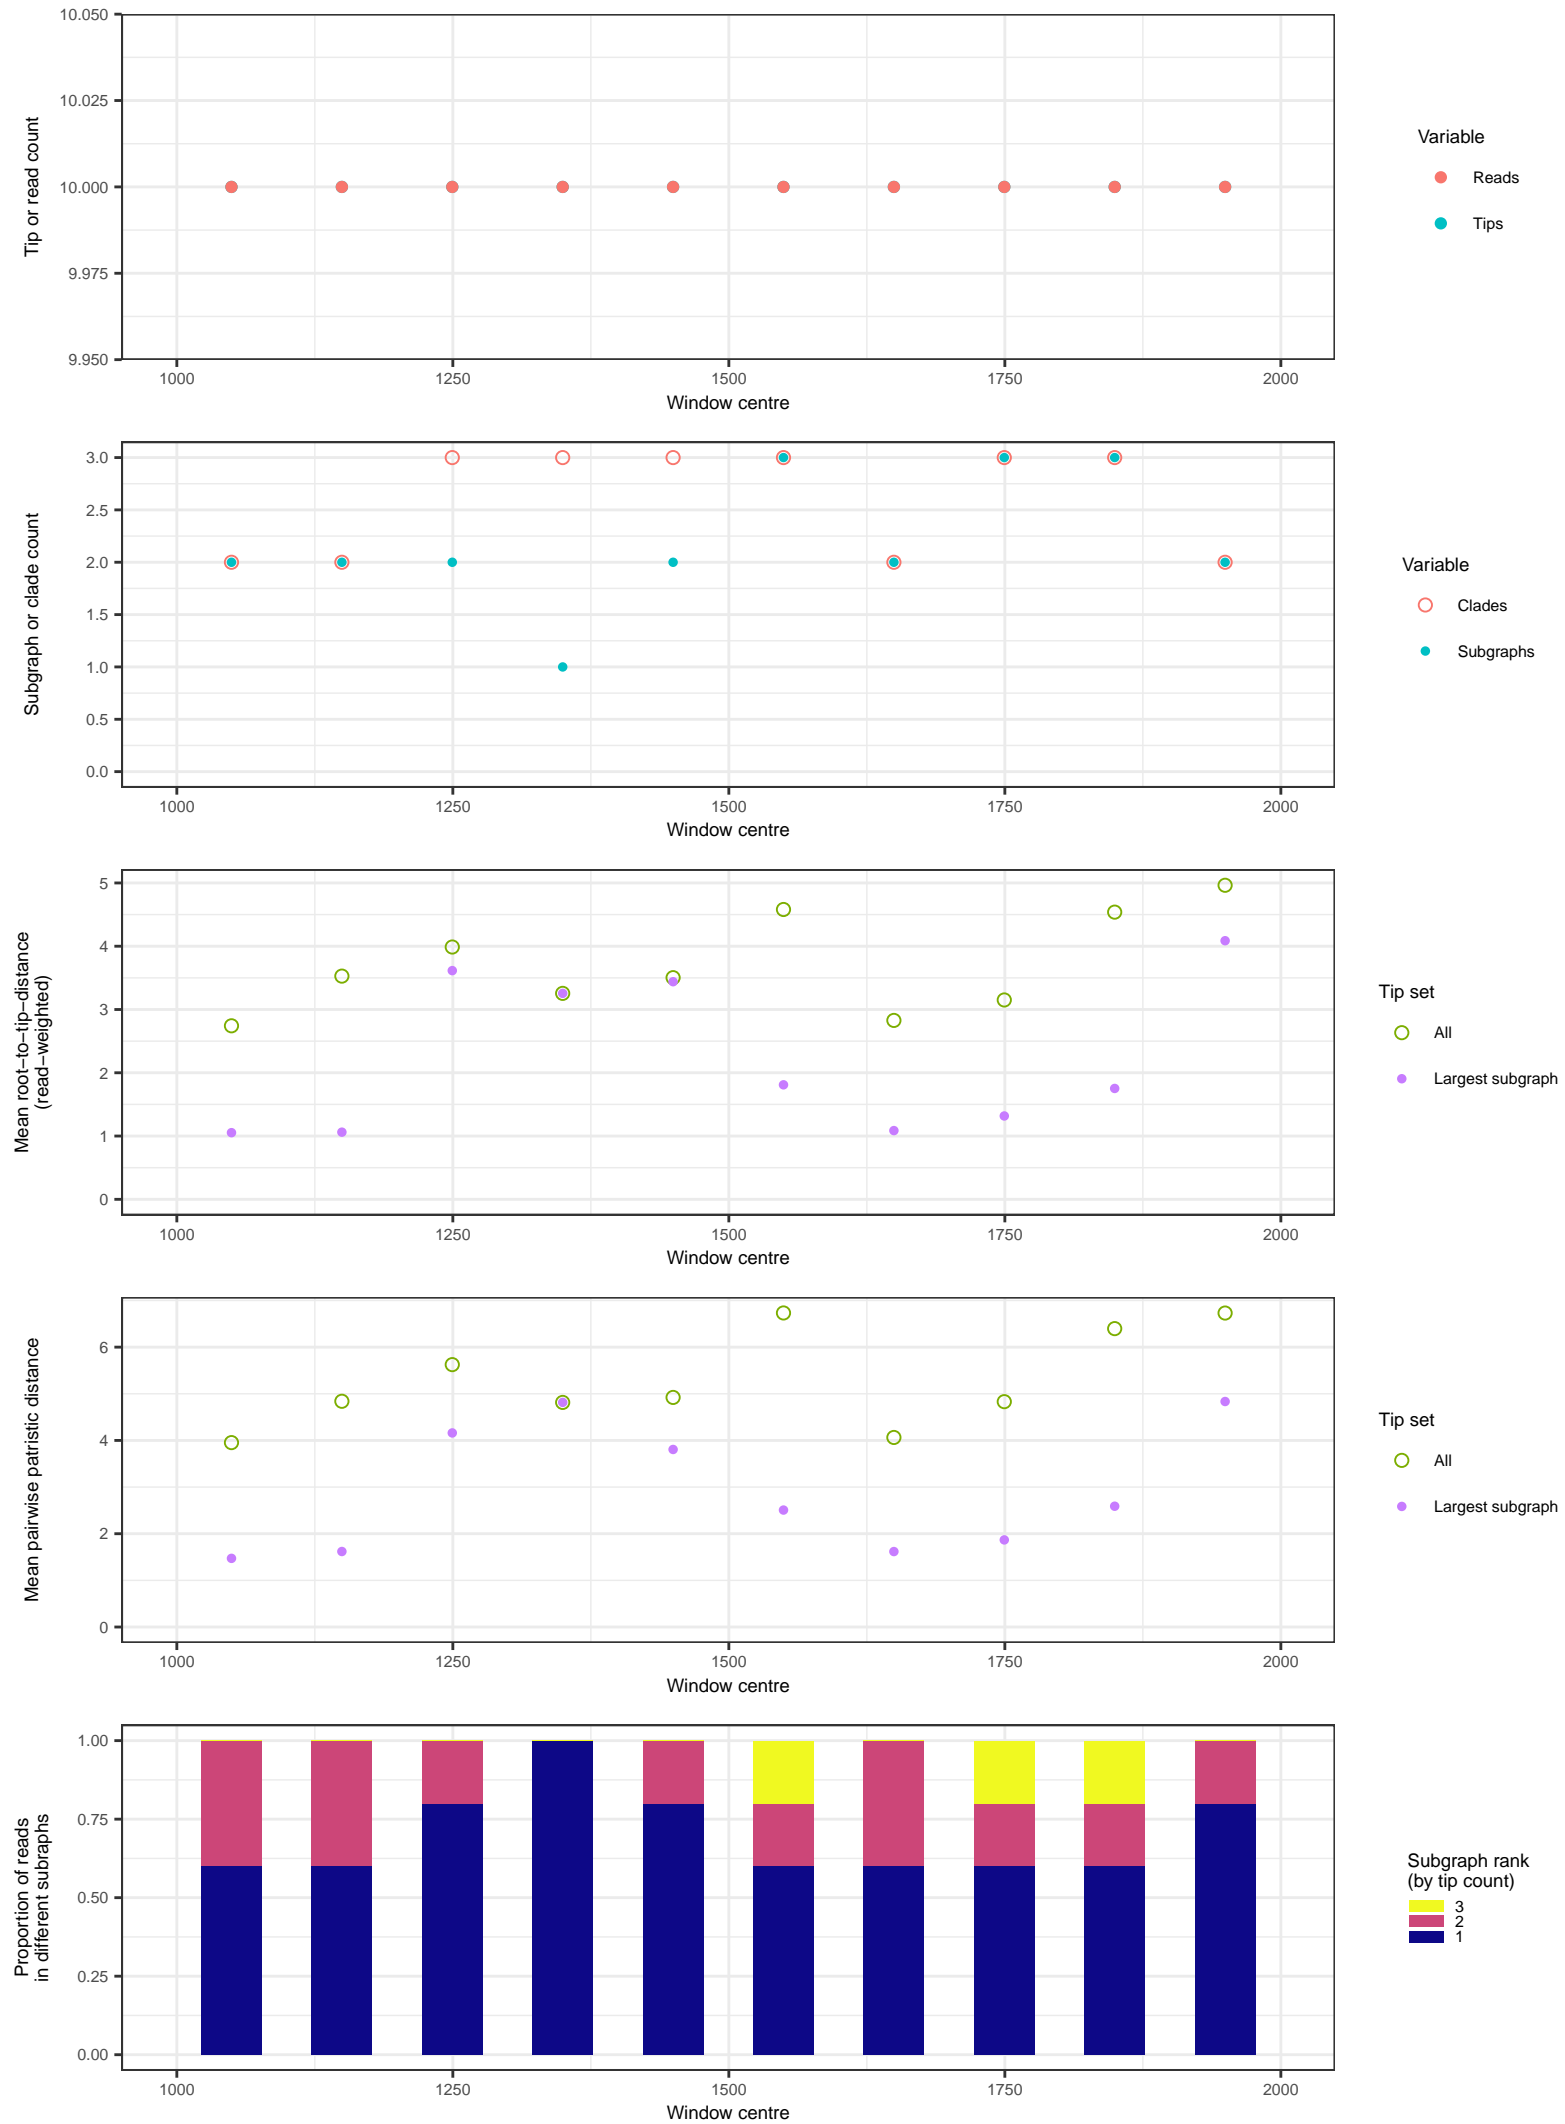 10.050
10.025
10.000
9.975
9.950
Tip or read count
1000 1250 1500 1750 2000
Window centre
Variable
Reads
Tips
3.0
2.5
2.0
1.5
1.0
0.5
0.0
Subgraph or clade count
1000 1250 1500 1750 2000
Window centre
Variable
Clades
Subgraphs
5
4
3
2
1
0
Mean root-to-tip-distance
(read-weighted)
1000 1250 1500 1750 2000
Window centre
Tip set
All
Largest subgraph
6
4
2
0
Mean pairwise patristic distance
1000 1250 1500 1750 2000
Window centre
Tip set
All
Largest subgraph
1.00
0.75
0.50
0.25
0.00
Proportion of reads
in different subraphs
1000 1250 1500 1750 2000
Window centre
Subgraph rank
(by tip count)
3
2
1